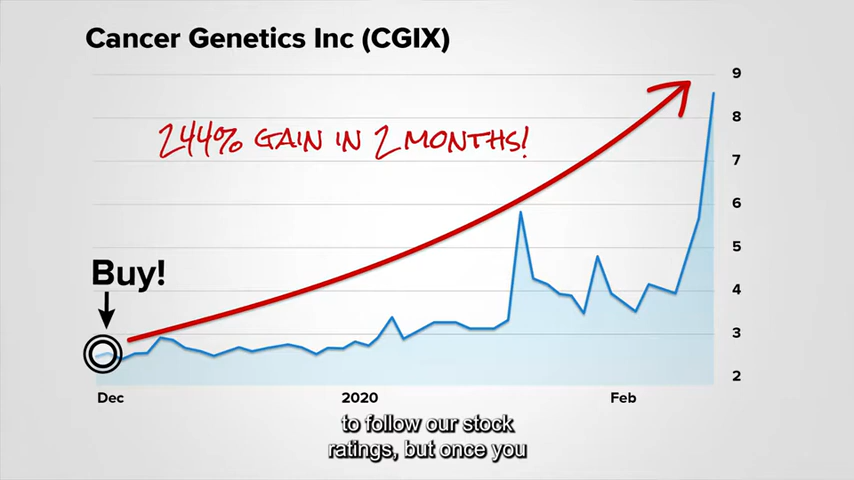 Cancer Genetics Inc (CGIX)
244% GAIN IN 2 MONTHS!
Buy!
9
8
7
6
5
4
3
2
Dec 2020 Feb
to follow our stock
ratings, but once you